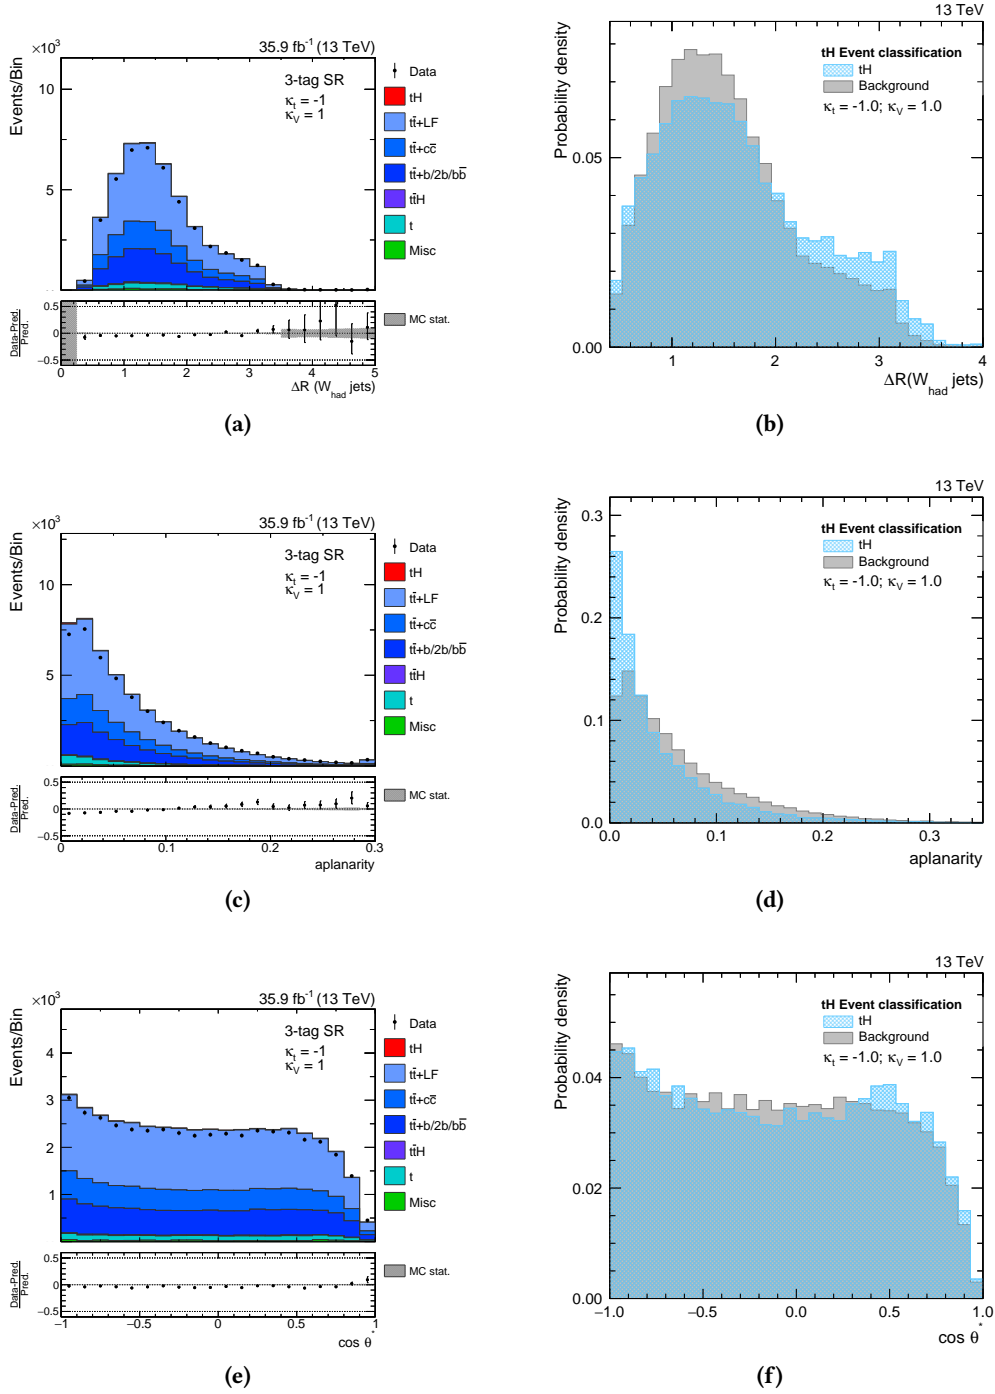 35.9 fb⁻¹ (13 TeV)
×10³
Events/Bin
10
5
3-tag SR
κt = -1
κV = 1
Data
tH
tt̄+LF
tt̄+cc̄
tt̄+b/2b/bb̄
tt̄H
t
Misc
Data-Pred.
Pred.
0.5
0
−0.5
MC stat.
0 1 2 3 4 5
ΔR (Whad jets)
(a)
13 TeV
Probability density
0.05
0.00
tH Event classification
tH
Background
κt = -1.0; κV = 1.0
1 2 3 4
ΔR(Whad jets)
(b)
35.9 fb⁻¹ (13 TeV)
×10³
Events/Bin
10
5
3-tag SR
κt = -1
κV = 1
Data
tH
tt̄+LF
tt̄+cc̄
tt̄+b/2b/bb̄
tt̄H
t
Misc
Data-Pred.
Pred.
0.5
0
−0.5
MC stat.
0 0.1 0.2 0.3
aplanarity
(c)
13 TeV
Probability density
0.3
0.2
0.1
0.0
tH Event classification
tH
Background
κt = -1.0; κV = 1.0
0.0 0.1 0.2 0.3
aplanarity
(d)
35.9 fb⁻¹ (13 TeV)
×10³
Events/Bin
4
3
2
1
3-tag SR
κt = -1
κV = 1
Data
tH
tt̄+LF
tt̄+cc̄
tt̄+b/2b/bb̄
tt̄H
t
Misc
Data-Pred.
Pred.
0.5
0
−0.5
MC stat.
−1 −0.5 0 0.5 1
cos θ*
(e)
13 TeV
Probability density
0.04
0.02
0.00
tH Event classification
tH
Background
κt = -1.0; κV = 1.0
−1.0 −0.5 0.0 0.5 1.0
cos θ*
(f)